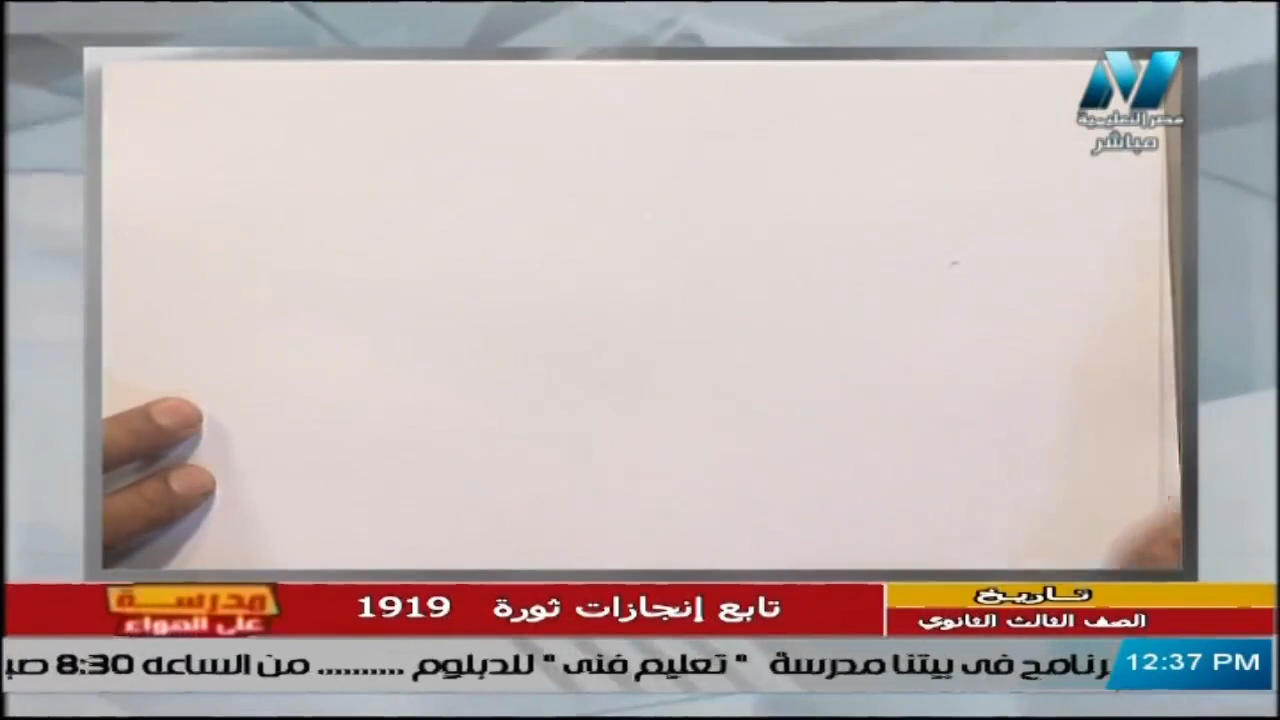 مصر التعليمية
مباشر
تاريخ
الصف الثالث الثانوي
تابع إنجازات ثورة 1919
مدرسة
على الهواء
12:37 PM
برنامج فى بيتنا مدرسة " تعليم فنى " للدبلوم .......... من الساعه 8:30